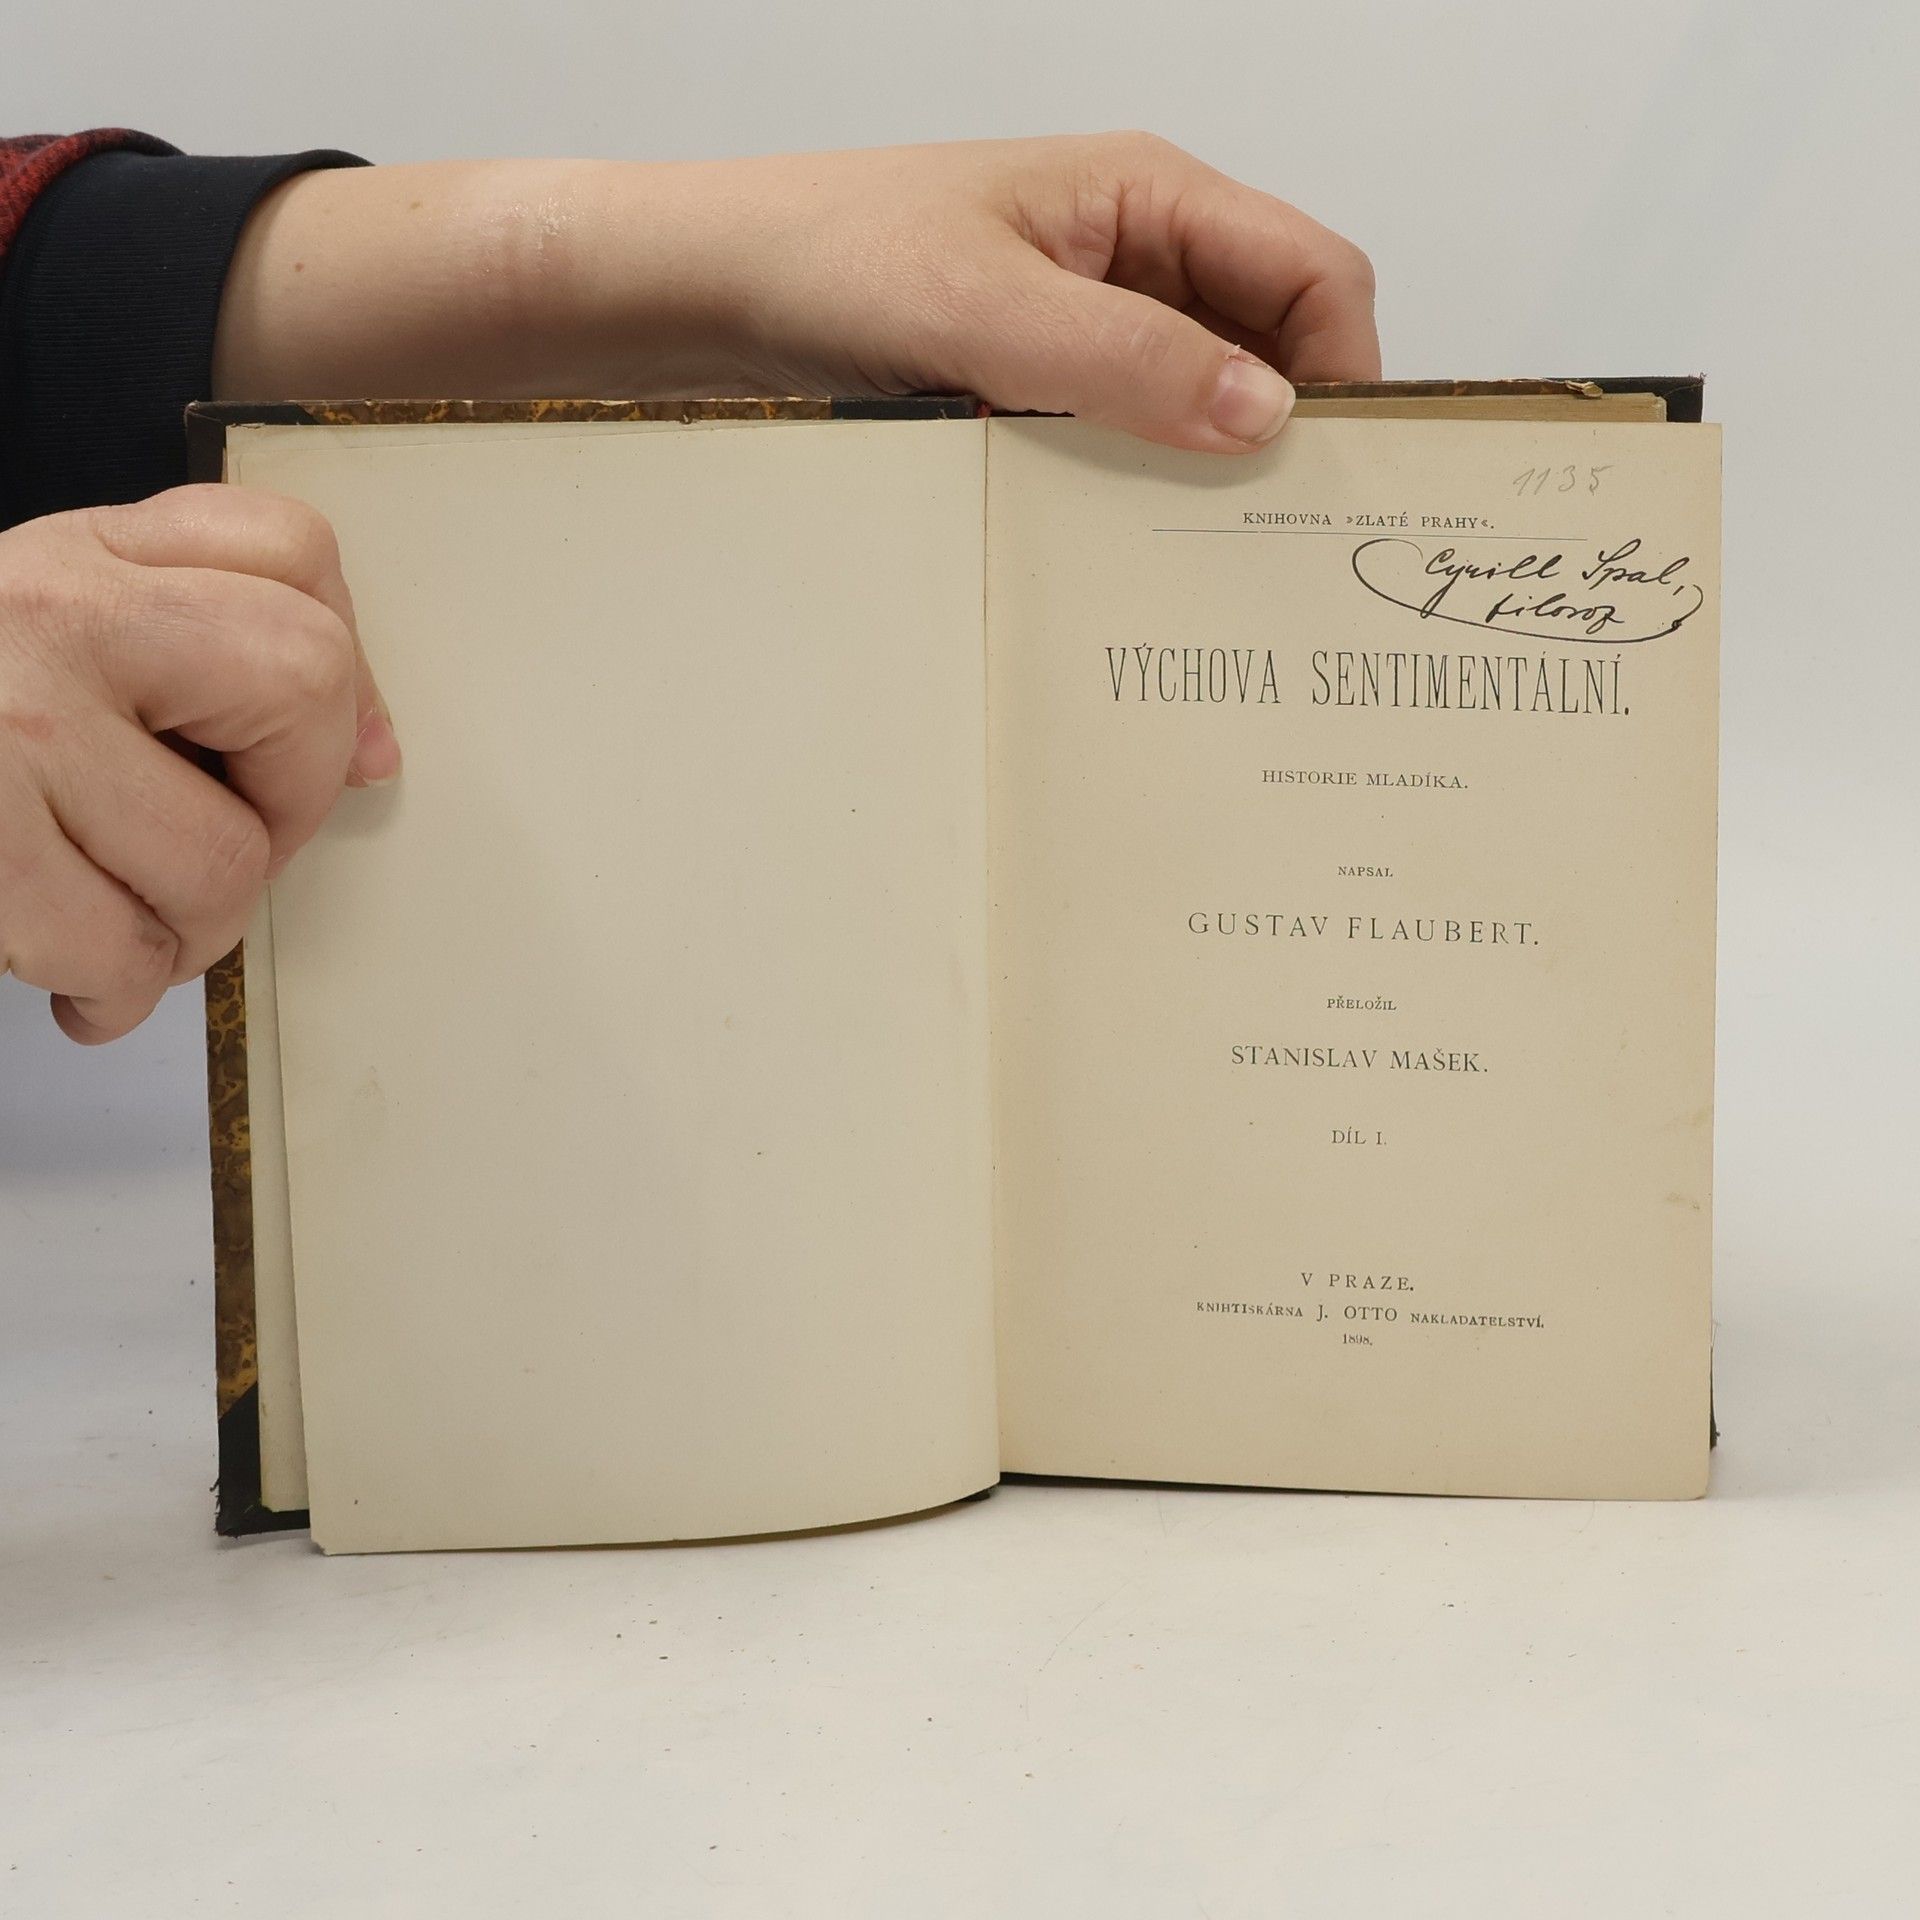 1135
KNIHOVNA »ZLATÉ PRAHY«.
Cyrill Spal,
filosof
VÝCHOVA SENTIMENTÁLNÍ.
HISTORIE MLADÍKA.
NAPSAL
GUSTAV FLAUBERT.
PŘELOŽIL
STANISLAV MAŠEK.
DÍL I.
V PRAZE.
KNIHTISKÁRNA J. OTTO NAKLADATELSTVÍ.
1898.